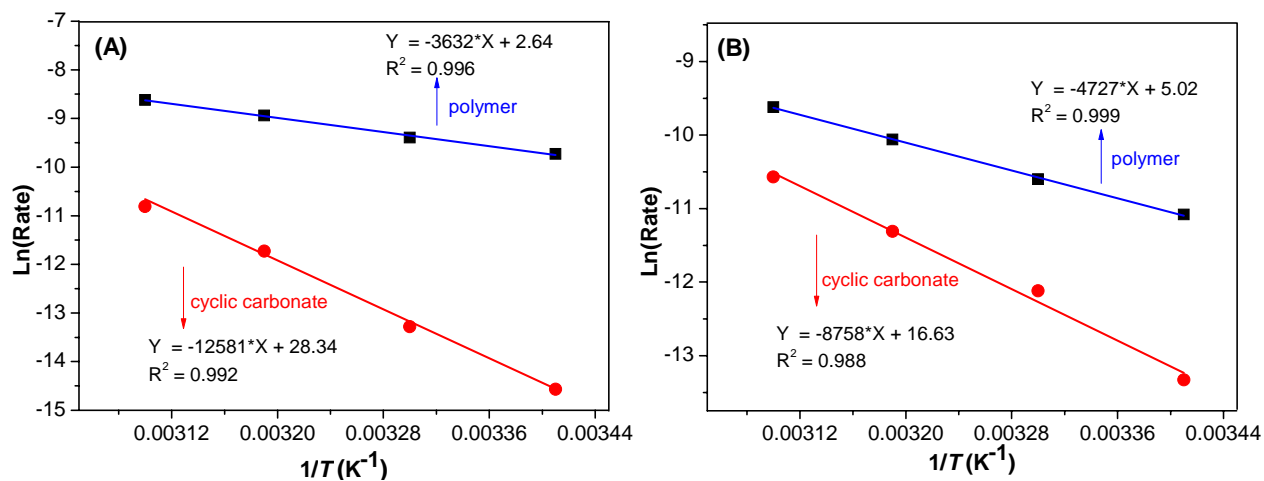 (A)
Y = -3632*X + 2.64
R² = 0.996
polymer
cyclic carbonate
Y = -12581*X + 28.34
R² = 0.992
Ln(Rate)
-7
-8
-9
-10
-11
-12
-13
-14
-15
0.00312 0.00320 0.00328 0.00336 0.00344
1/T (K⁻¹)
(B)
Y = -4727*X + 5.02
R² = 0.999
polymer
cyclic carbonate
Y = -8758*X + 16.63
R² = 0.988
Ln(Rate)
-9
-10
-11
-12
-13
0.00312 0.00320 0.00328 0.00336 0.00344
1/T (K⁻¹)